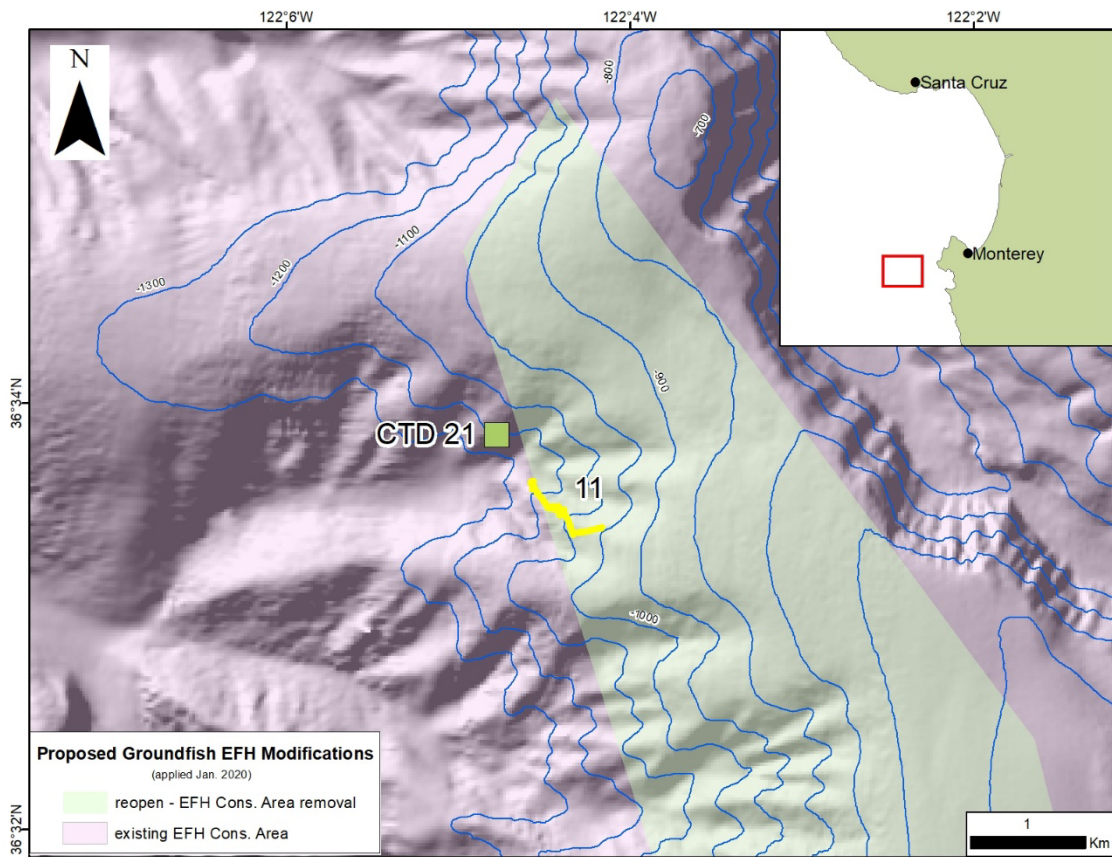 122°6'W
122°4'W
122°2'W
N
Santa Cruz
Monterey
-800
-700
-1100
-1200
-1300
-900
36°34'N
CTD 21
11
-1000
Proposed Groundfish EFH Modifications
(applied Jan. 2020)
reopen - EFH Cons. Area removal
existing EFH Cons. Area
36°32'N
1
Km